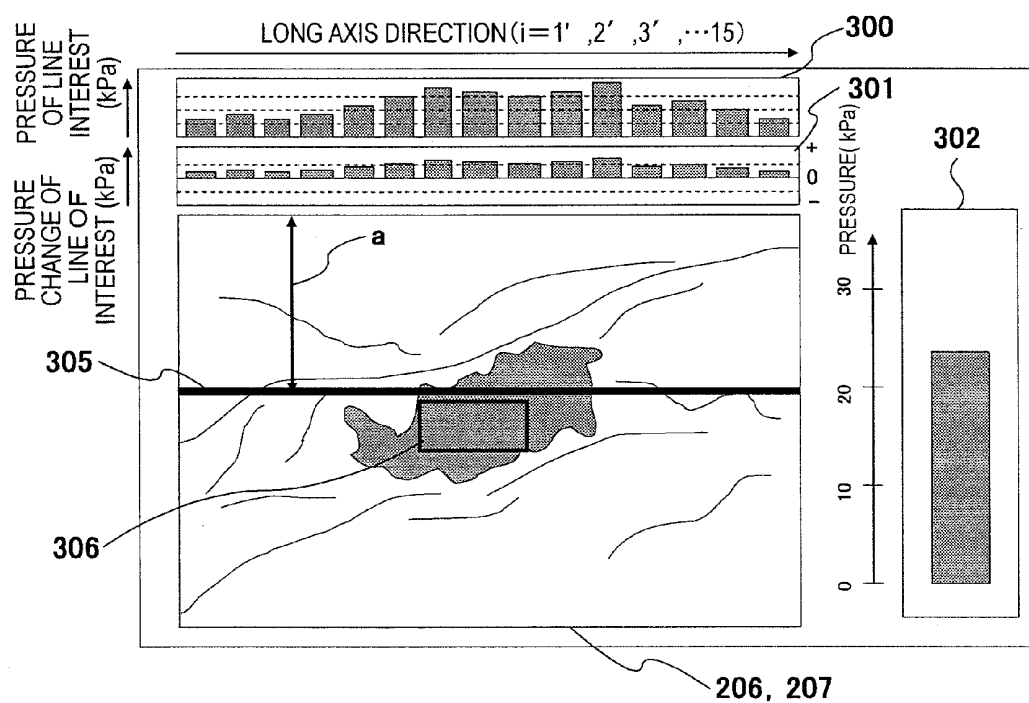 LONG AXIS DIRECTION(i=1' ,2' ,3' ,…15)
300
PRESSURE
OF LINE
INTEREST
(kPa)
301
+
0
−
302
PRESSURE
CHANGE OF
LINE OF
INTEREST (kPa)
a
PRESSURE( kPa)
30
20
10
0
305
306
206, 207